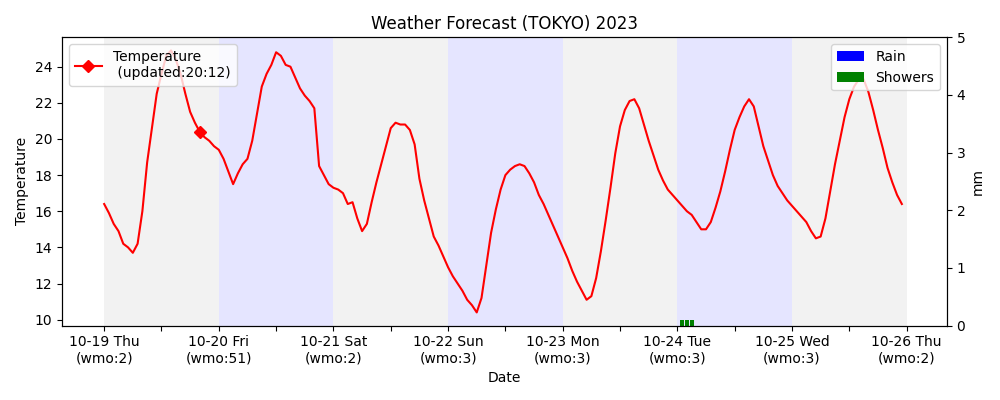 Weather Forecast (TOKYO) 2023
Temperature
(updated:20:12)
Rain
Showers
Temperature
24
22
20
18
16
14
12
10
5
4
3
2
1
0
mm
10-19 Thu
(wmo:2)
10-20 Fri
(wmo:51)
10-21 Sat
(wmo:2)
10-22 Sun
(wmo:3)
10-23 Mon
(wmo:3)
10-24 Tue
(wmo:3)
10-25 Wed
(wmo:3)
10-26 Thu
(wmo:2)
Date